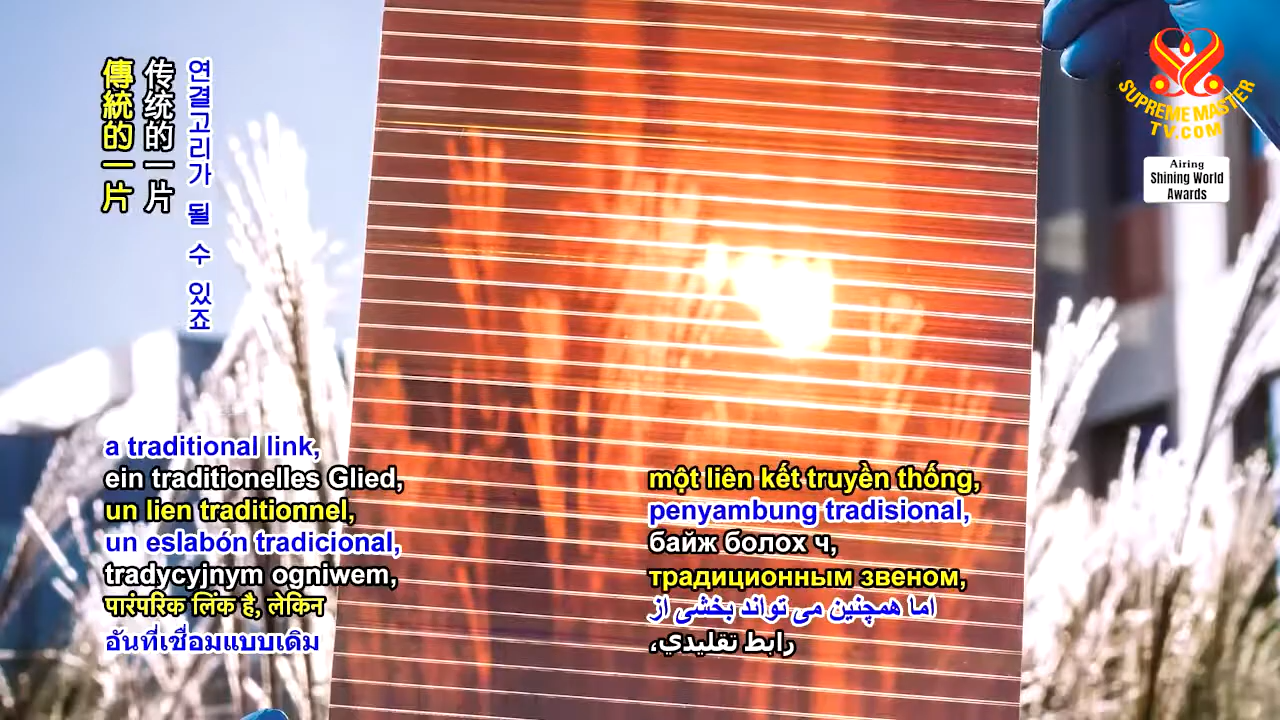 傳統的一片
传统的一片
연결고리가 될 수 있죠
SUPREME MASTER
TV.COM
Airing
Shining World
Awards
a traditional link,
ein traditionelles Glied,
un lien traditionnel,
un eslabón tradicional,
tradycyjnym ogniwem,
पारंपरिक लिंक है, लेकिन
อันที่เชื่อมแบบเดิม
một liên kết truyền thống,
penyambung tradisional,
байж болох ч,
традиционным звеном,
اما همچنین می تواند بخشی از
رابط تقليدي،